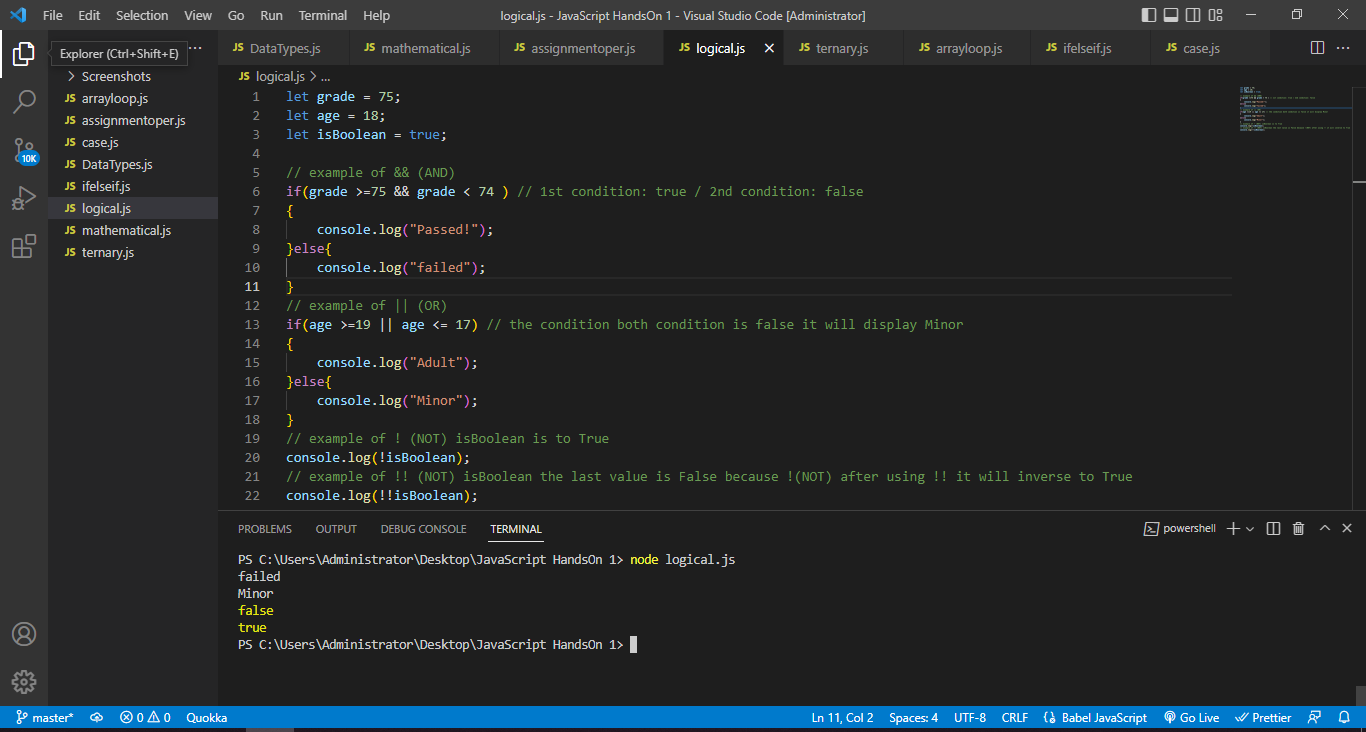 File Edit Selection View Go Run Terminal Help logical.js - JavaScript HandsOn 1 - Visual Studio Code [Administrator]
Explorer (Ctrl+Shift+E) ...
JS DataTypes.js JS mathematical.js JS assignmentoper.js JS logical.js JS ternary.js JS arrayloop.js JS ifelseif.js JS case.js
Screenshots
JS arrayloop.js
JS assignmentoper.js
JS case.js
JS DataTypes.js
JS ifelseif.js
JS logical.js
JS mathematical.js
JS ternary.js
10K
JS logical.js > ...
1 let grade = 75;
2 let age = 18;
3 let isBoolean = true;
4
5 // example of && (AND)
6 if(grade >=75 && grade < 74 ) // 1st condition: true / 2nd condition: false
7 {
8 console.log("Passed!");
9 }else{
10 console.log("failed");
11 }
12 // example of || (OR)
13 if(age >=19 || age <= 17) // the condition both condition is false it will display Minor
14 {
15 console.log("Adult");
16 }else{
17 console.log("Minor");
18 }
19 // example of ! (NOT) isBoolean is to True
20 console.log(!isBoolean);
21 // example of !! (NOT) isBoolean the last value is False because !(NOT) after using !! it will inverse to True
22 console.log(!!isBoolean);
PROBLEMS OUTPUT DEBUG CONSOLE TERMINAL powershell
PS C:\Users\Administrator\Desktop\JavaScript HandsOn 1> node logical.js
failed
Minor
false
true
PS C:\Users\Administrator\Desktop\JavaScript HandsOn 1>
master* 0 0 Quokka Ln 11, Col 2 Spaces: 4 UTF-8 CRLF Babel JavaScript Go Live Prettier